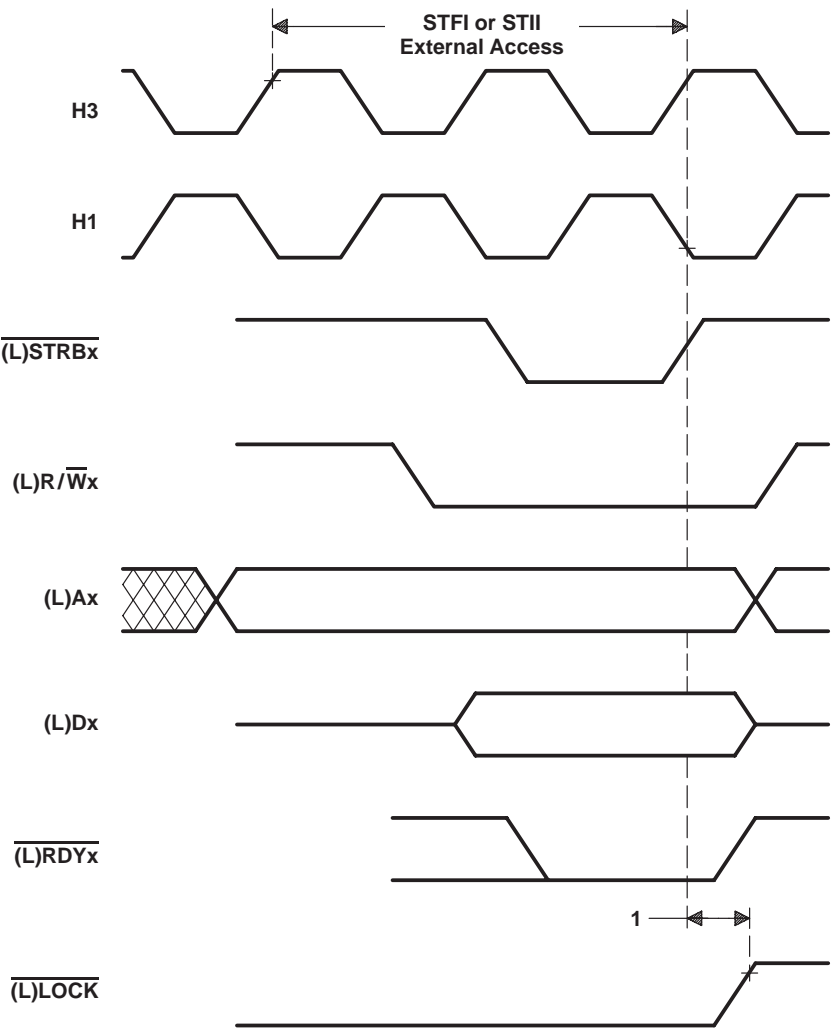 STFI or STII
External Access
H3
H1
(L)STRBx
(L)R/Wx
(L)Ax
(L)Dx
(L)RDYx
1
(L)LOCK